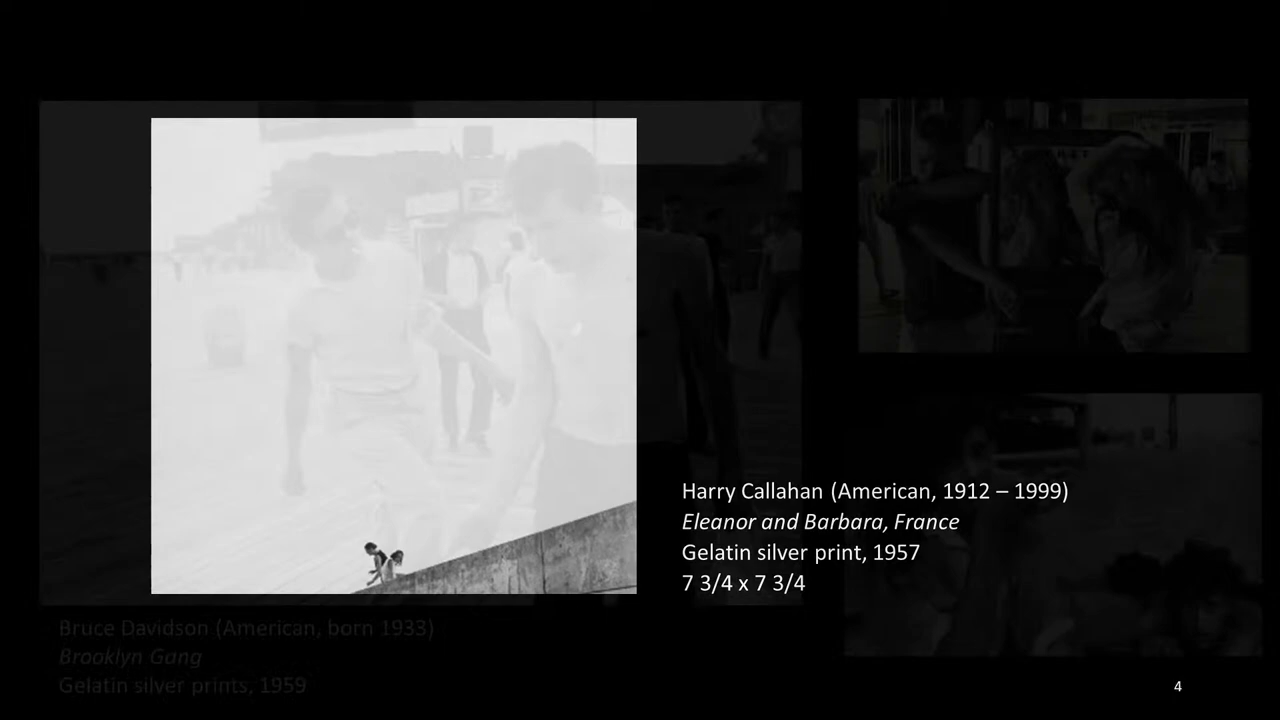 Harry Callahan (American, 1912 – 1999)
Eleanor and Barbara, France
Gelatin silver print, 1957
7 3/4 x 7 3/4
Bruce Davidson (American, born 1933)
Brooklyn Gang
Gelatin silver prints, 1959
4